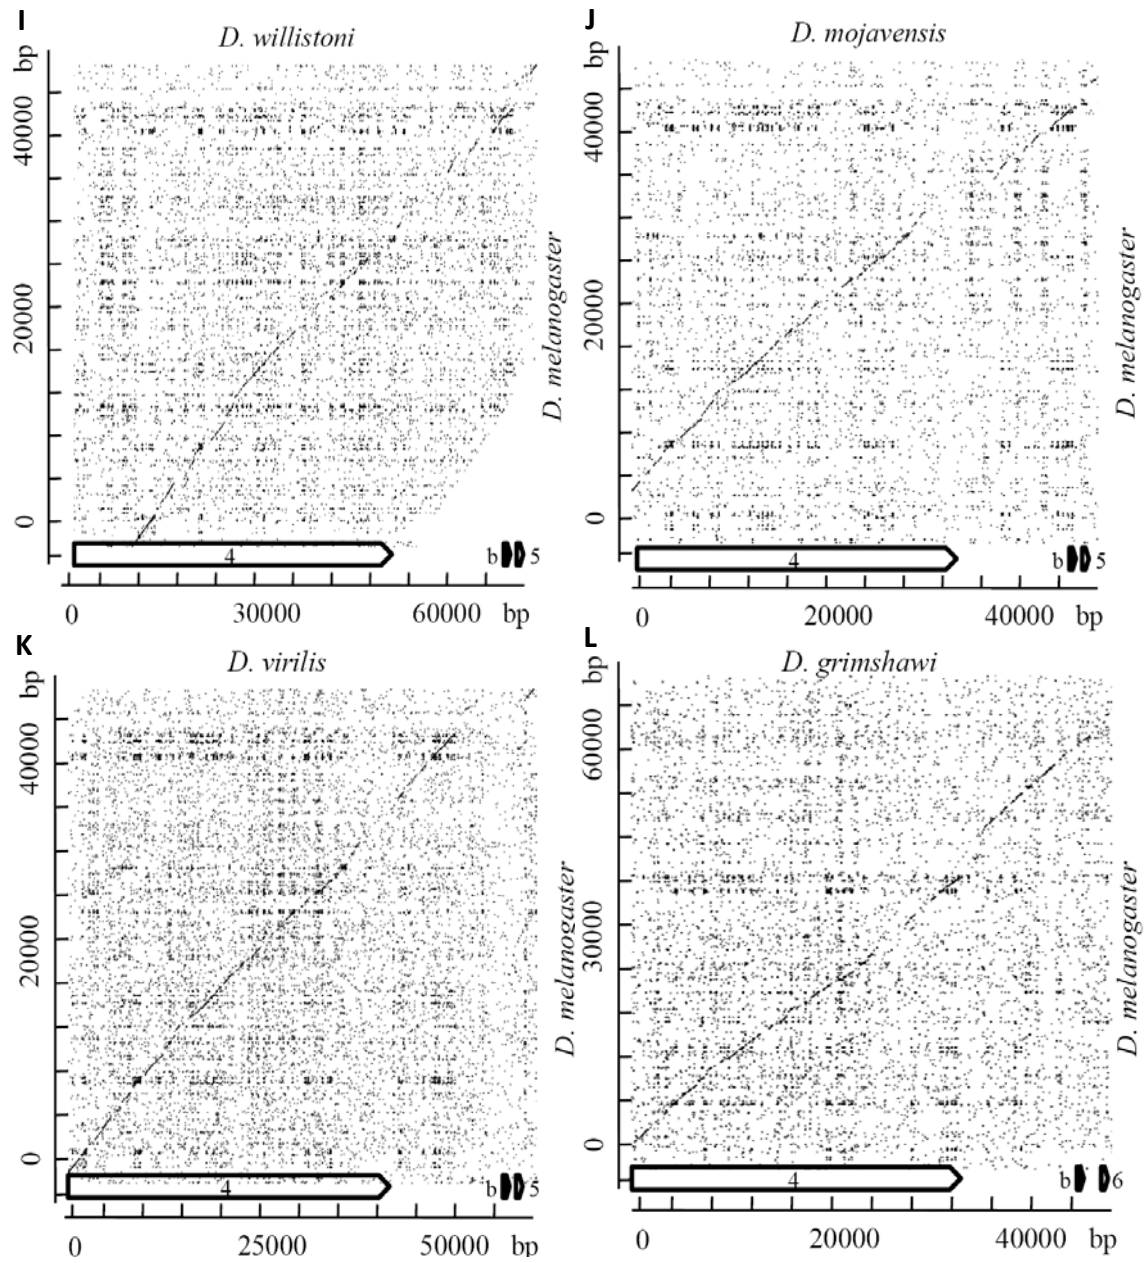 I
D. willistoni
bp
40000
20000
0
D. melanogaster
4
b
5
0
30000
60000
bp
J
D. mojavensis
bp
40000
20000
0
D. melanogaster
4
b
5
0
20000
40000
bp
K
D. virilis
bp
40000
20000
0
D. melanogaster
4
b
5
0
25000
50000
bp
L
D. grimshawi
bp
60000
30000
0
D. melanogaster
4
b
6
0
20000
40000
bp